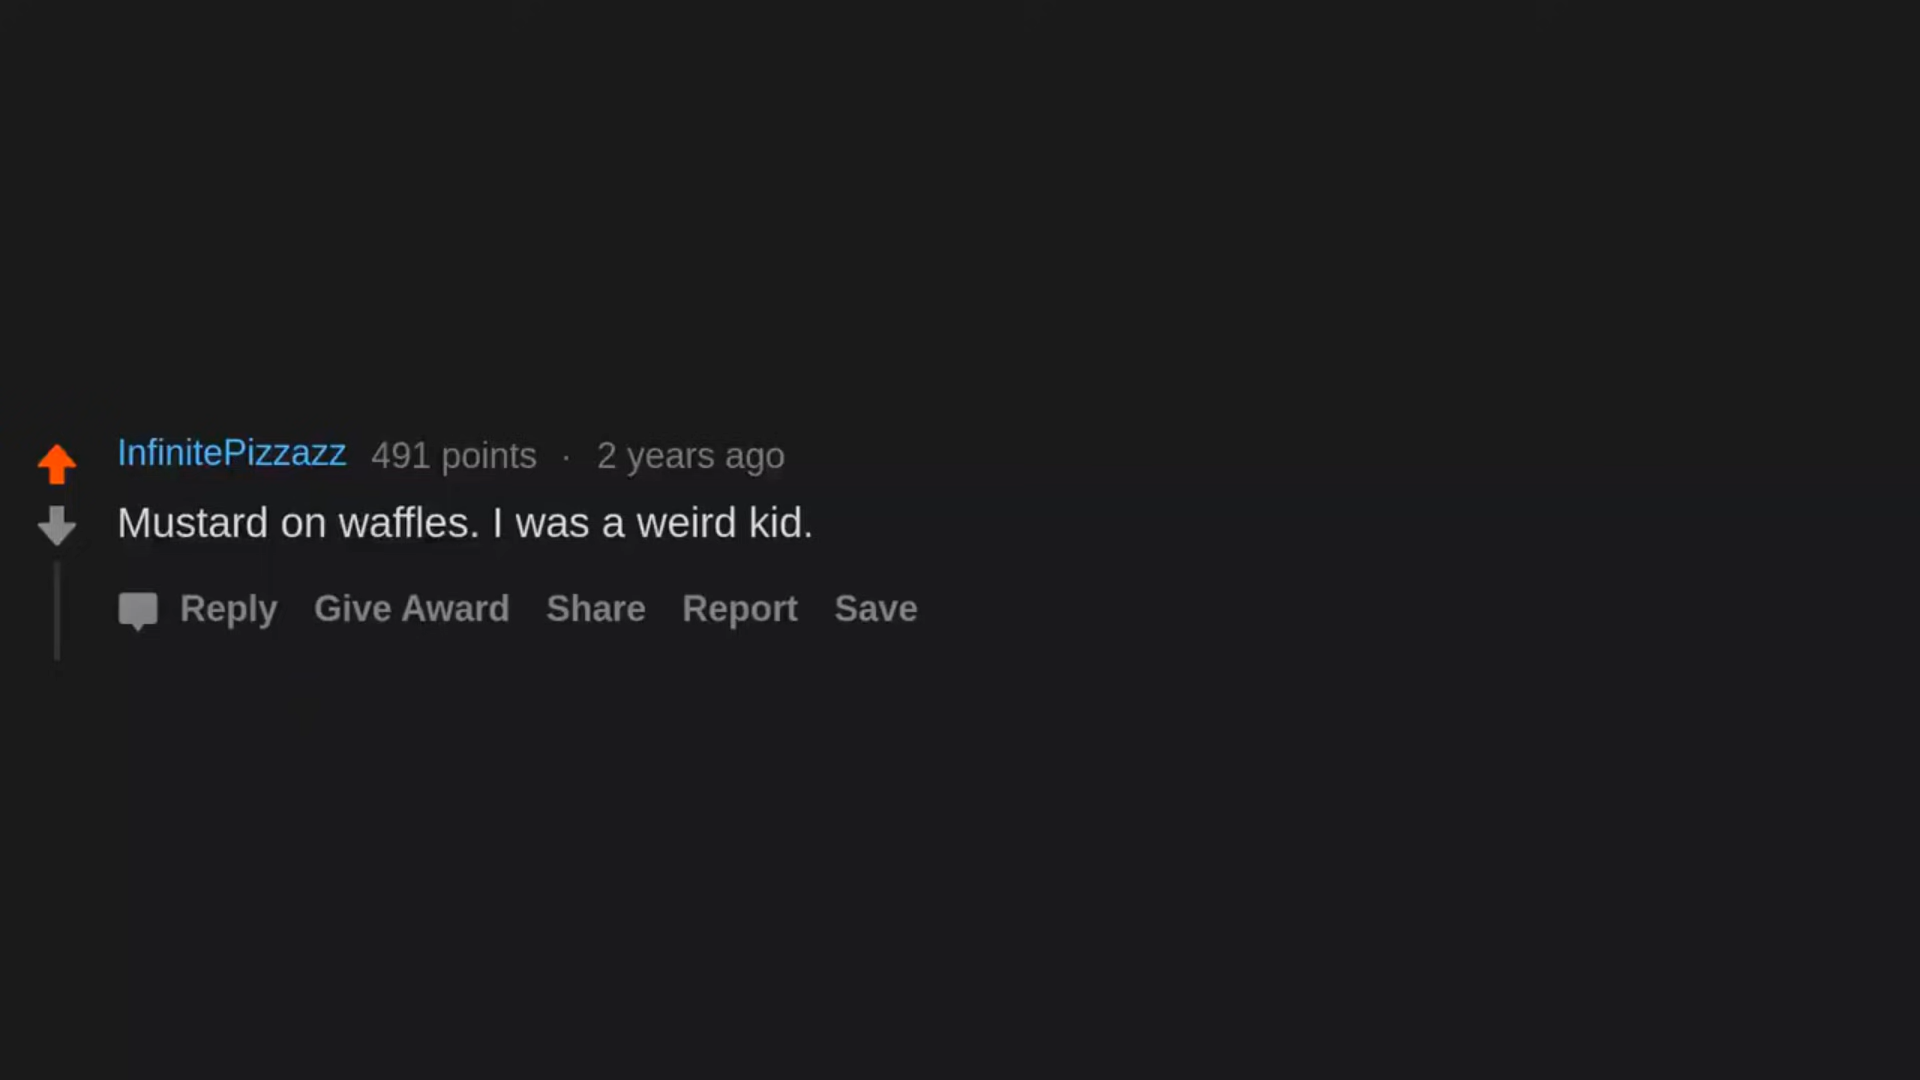 InfinitePizzazz 491 points · 2 years ago
Mustard on waffles. I was a weird kid.
Reply Give Award Share Report Save